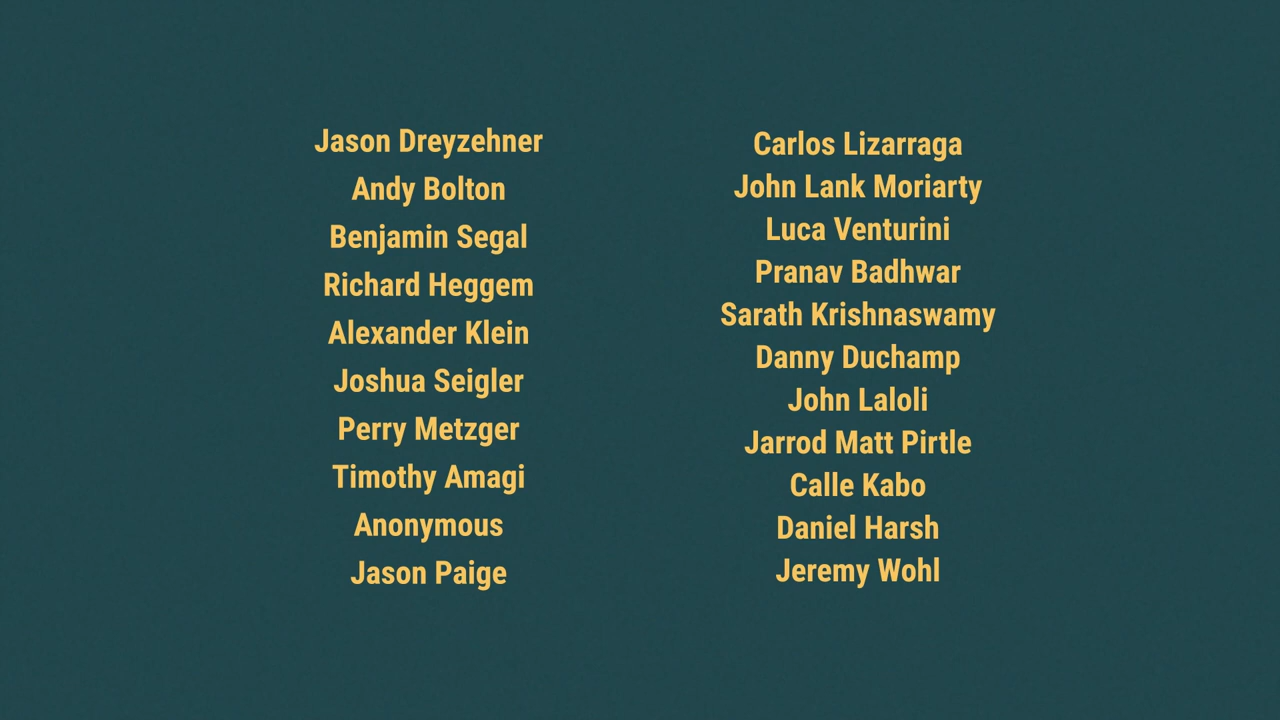 Jason Dreyzehner
Andy Bolton
Benjamin Segal
Richard Heggem
Alexander Klein
Joshua Seigler
Perry Metzger
Timothy Amagi
Anonymous
Jason Paige
Carlos Lizarraga
John Lank Moriarty
Luca Venturini
Pranav Badhwar
Sarath Krishnaswamy
Danny Duchamp
John Laloli
Jarrod Matt Pirtle
Calle Kabo
Daniel Harsh
Jeremy Wohl